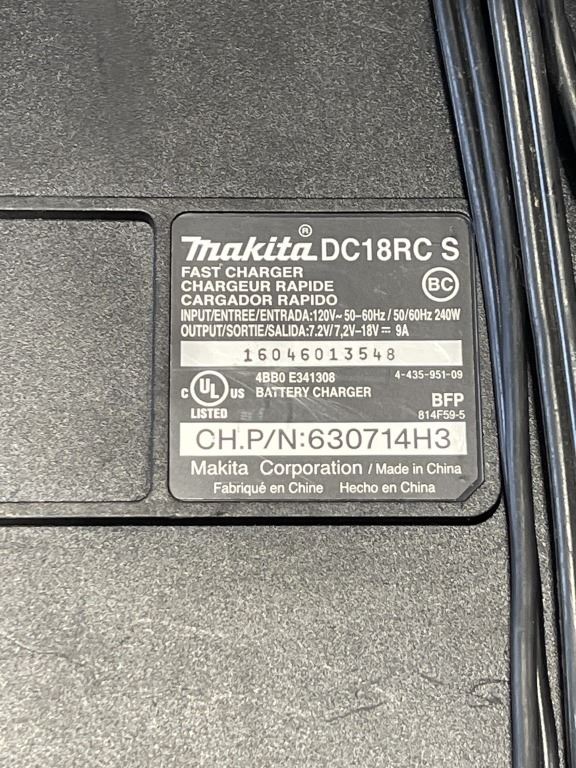 makita® DC18RC S
FAST CHARGER
CHARGEUR RAPIDE
CARGADOR RAPIDO
BC
INPUT/ENTREE/ENTRADA:120V~ 50–60Hz / 50/60Hz 240W
OUTPUT/SORTIE/SALIDA:7.2V/7,2V–18V ⎓ 9A
16046013548
4BB0 E341308 4-435-951-09
C UL US BATTERY CHARGER BFP
LISTED 814F59-5
CH.P/N:630714H3
Makita Corporation / Made in China
Fabriqué en Chine Hecho en China